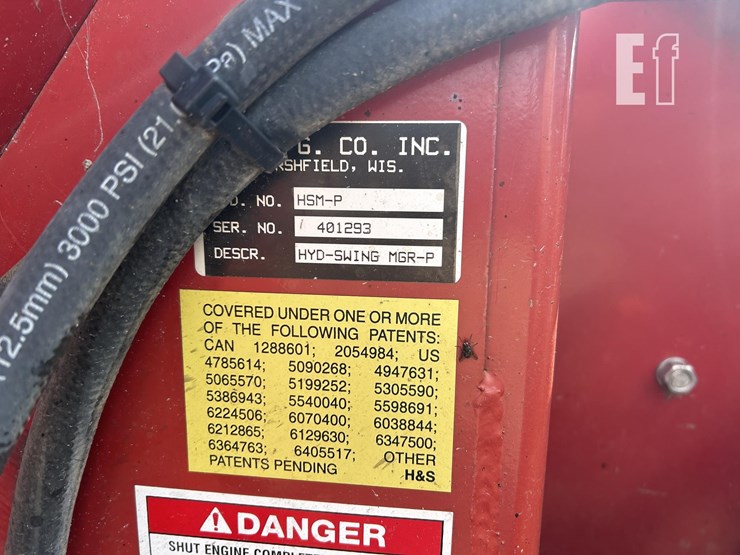 Ef
(12.5mm) 3000 PSI (21. Pa) MAX
G. CO. INC.
RSHFIELD, WIS.
D. NO. HSM-P
SER. NO. 401293
DESCR. HYD-SWING MGR-P
COVERED UNDER ONE OR MORE
OF THE FOLLOWING PATENTS:
CAN 1288601; 2054984; US
4785614; 5090268; 4947631;
5065570; 5199252; 5305590;
5386943; 5540040; 5598691;
6224506; 6070400; 6038844;
6212865; 6129630; 6347500;
6364763; 6405517; OTHER
PATENTS PENDING H&S
DANGER
SHUT ENGINE